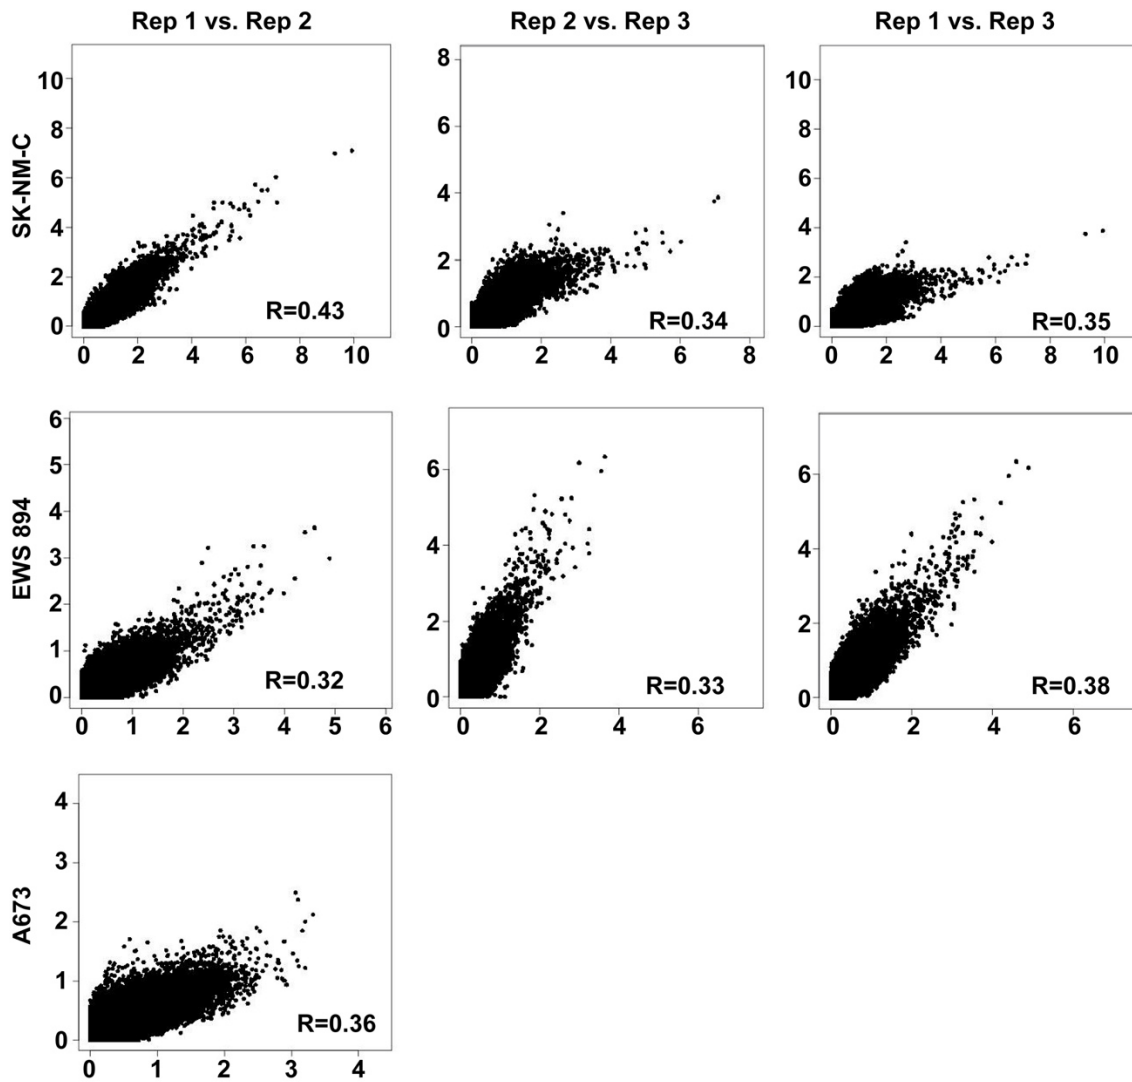 Rep 1 vs. Rep 2
Rep 2 vs. Rep 3
Rep 1 vs. Rep 3
SK-NM-C
10
8
6
4
2
0
R=0.43
0 2 4 6 8 10
8
6
4
2
0
R=0.34
0 2 4 6 8
10
8
6
4
2
0
R=0.35
0 2 4 6 8 10
EWS 894
6
5
4
3
2
1
0
R=0.32
0 1 2 3 4 5 6
6
4
2
0
R=0.33
0 2 4 6
6
4
2
0
R=0.38
0 2 4 6
A673
4
3
2
1
0
R=0.36
0 1 2 3 4